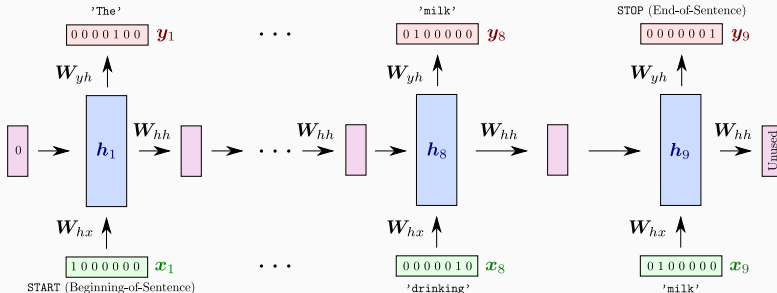 'The' 'milk' STOP (End-of-Sentence)
0 0 0 0 1 0 0 y1 · · · 0 1 0 0 0 0 0 y8 0 0 0 0 0 0 1 y9
Wyh Wyh Wyh
Whh Whh Whh Whh
0 h1 · · · h8 h9 Unused
Whx Whx Whx
1 0 0 0 0 0 0 x1 · · · 0 0 0 0 0 1 0 x8 0 1 0 0 0 0 0 x9
START (Beginning-of-Sentence) 'drinking' 'milk'